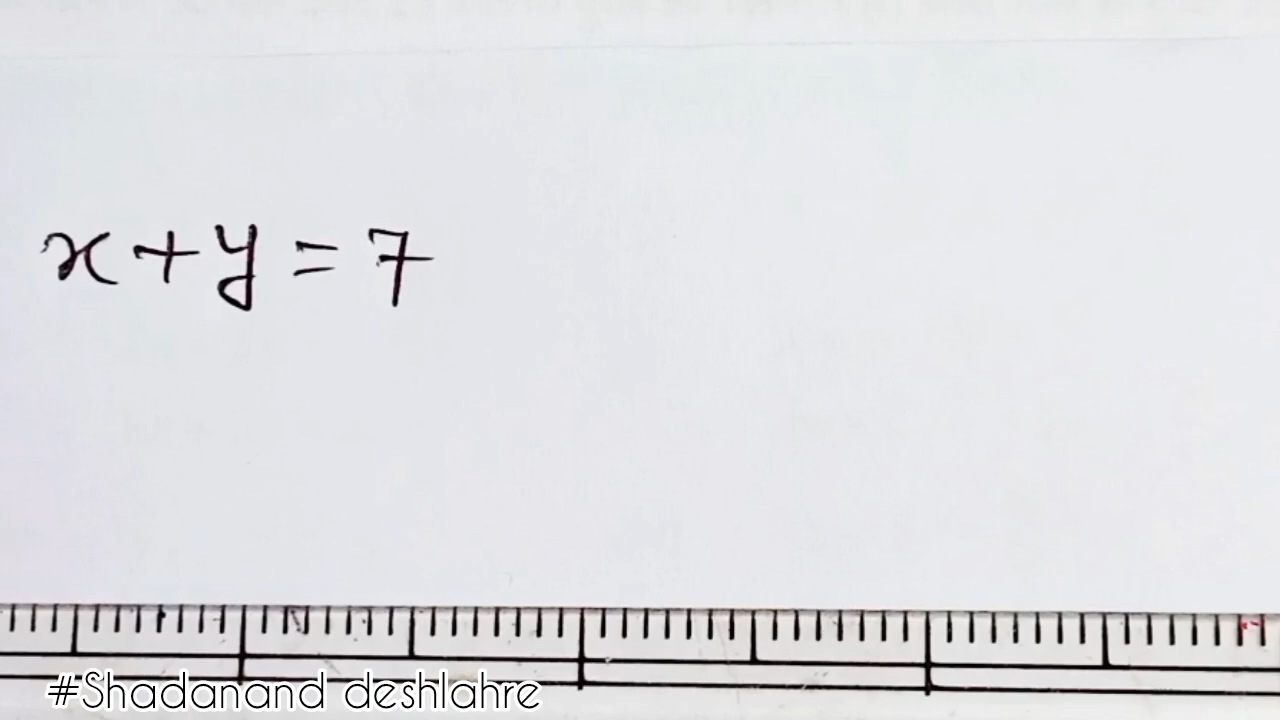 x + y = 7
#Shadanand deshlahre